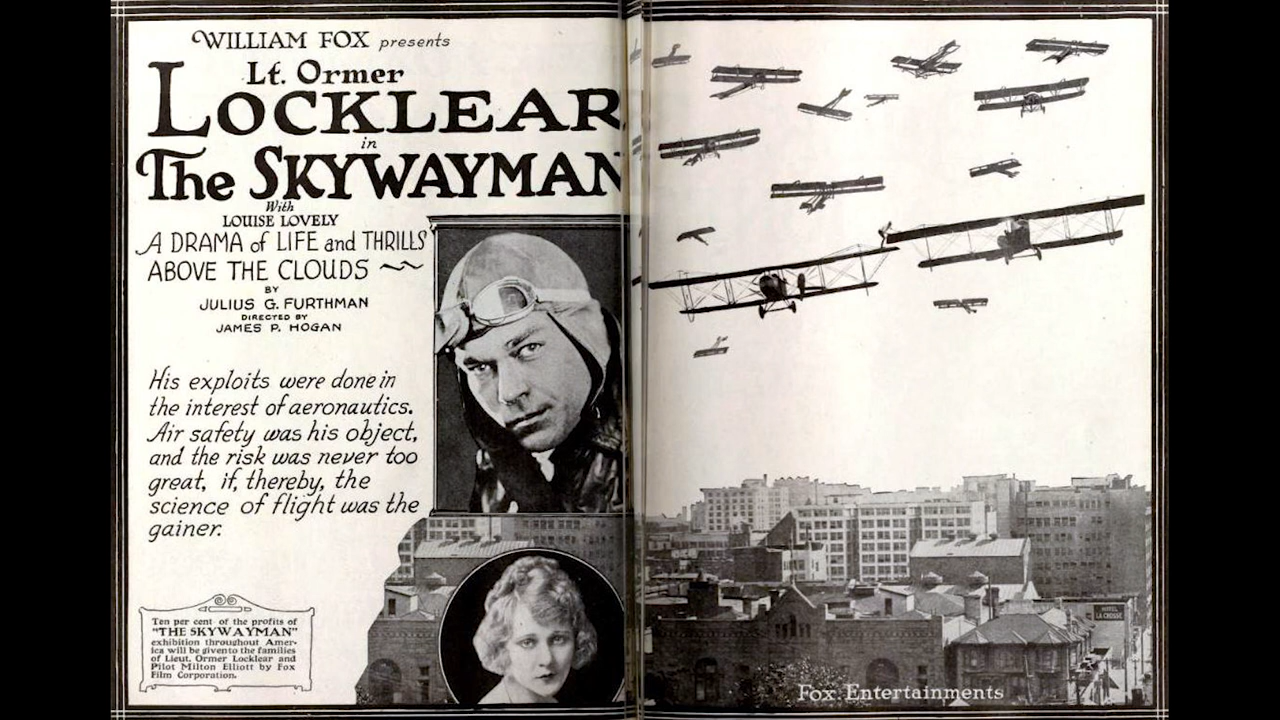 WILLIAM FOX presents
Lt. Ormer
LOCKLEAR
in
The SKYWAYMAN
With
LOUISE LOVELY
A DRAMA of LIFE and THRILLS
ABOVE THE CLOUDS
BY
JULIUS G. FURTHMAN
DIRECTED BY
JAMES P. HOGAN
His exploits were done in
the interest of aeronautics.
Air safety was his object,
and the risk was never too
great, if, thereby, the
science of flight was the
gainer.
Ten per cent of the profits of
"THE SKYWAYMAN"
exhibition throughout Amer-
ica will be given to the families
of Lieut. Ormer Locklear and
Pilot Milton Elliott by Fox
Film Corporation.
HOTEL
LA CROSSE
Fox Entertainments